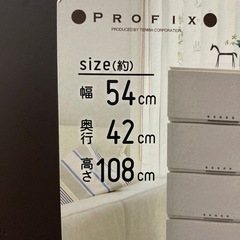 ●PROFIX●
PRODUCED BY TENMA CORPORATION
size(約)
幅 54cm
奥行 42cm
高さ 108cm